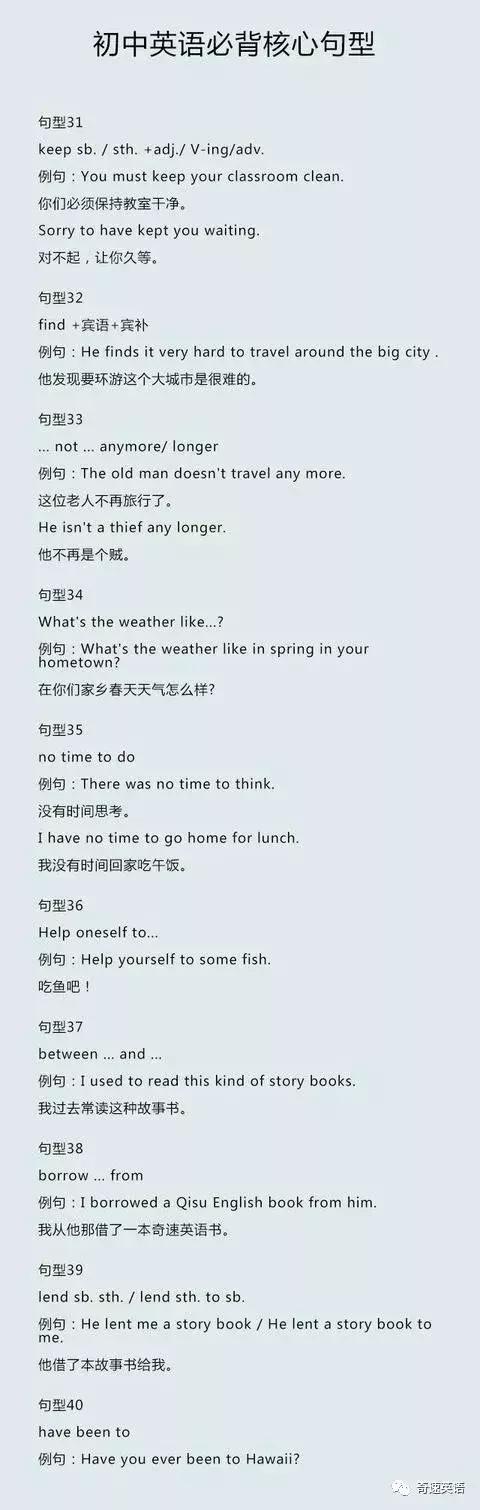 初中英语必背核心句型
句型31
keep sb. / sth. +adj./ V-ing/adv.
例句：You must keep your classroom clean.
你们必须保持教室干净。
Sorry to have kept you waiting.
对不起，让你久等。
句型32
find +宾语+宾补
例句：He finds it very hard to travel around the big city .
他发现要环游这个大城市是很难的。
句型33
... not ... anymore/ longer
例句：The old man doesn't travel any more.
这位老人不再旅行了。
He isn't a thief any longer.
他不再是个贼。
句型34
What's the weather like...?
例句：What's the weather like in spring in your
hometown?
在你们家乡春天天气怎么样?
句型35
no time to do
例句：There was no time to think.
没有时间思考。
I have no time to go home for lunch.
我没有时间回家吃午饭。
句型36
Help oneself to...
例句：Help yourself to some fish.
吃鱼吧！
句型37
between ... and ...
例句：I used to read this kind of story books.
我过去常读这种故事书。
句型38
borrow ... from
例句：I borrowed a Qisu English book from him.
我从他那借了一本奇速英语书。
句型39
lend sb. sth. / lend sth. to sb.
例句：He lent me a story book / He lent a story book to
me.
他借了本故事书给我。
句型40
have been to
例句：Have you ever been to Hawaii?
奇速英语